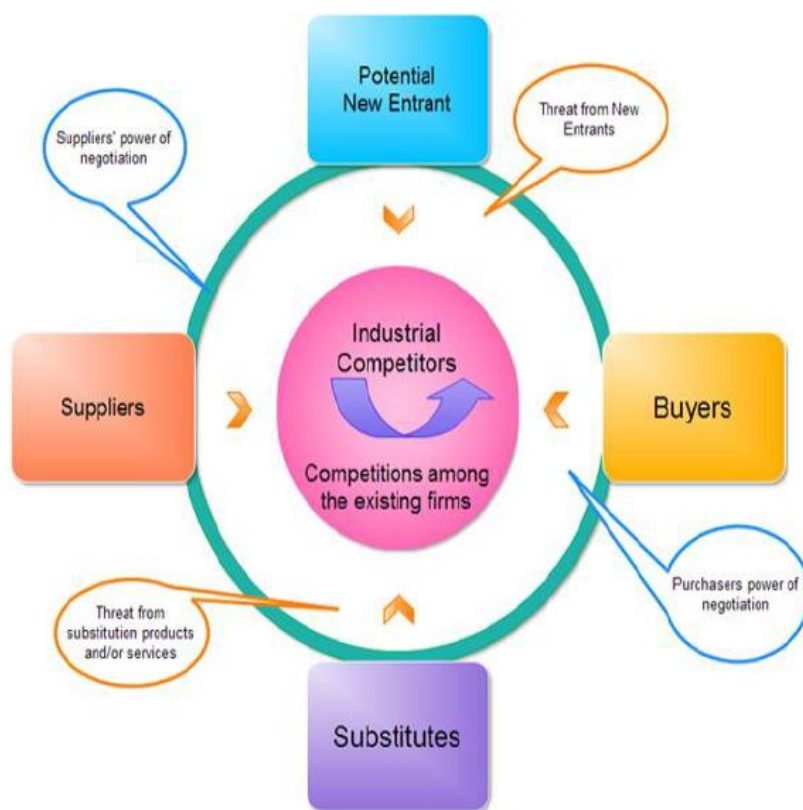 Potential
New Entrant
Threat from New
Entrants
Suppliers' power of
negotiation
Industrial
Competitors
Suppliers
Buyers
Competitions among
the existing firms
Purchasers power of
negotiation
Threat from
substitution products
and/or services
Substitutes